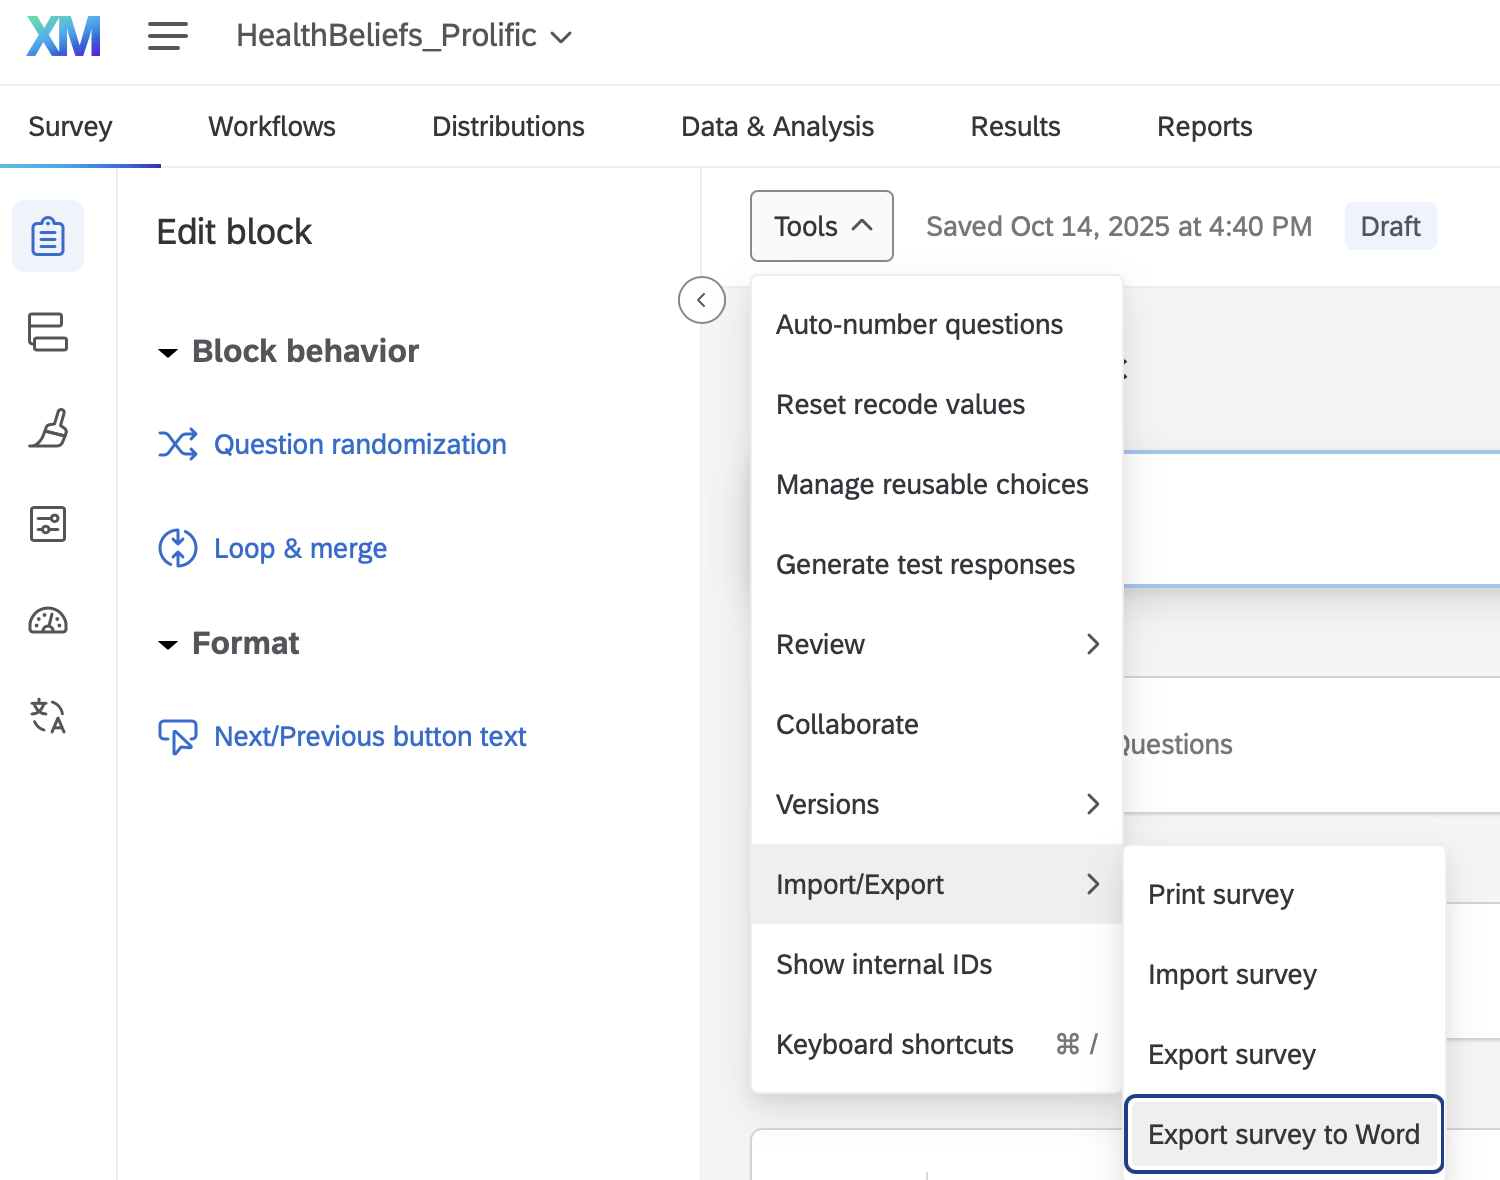 XM
HealthBeliefs_Prolific
Survey
Workflows
Distributions
Data & Analysis
Results
Reports
Edit block
Block behavior
Question randomization
Loop & merge
Format
Next/Previous button text
Tools
Saved Oct 14, 2025 at 4:40 PM
Draft
Auto-number questions
Reset recode values
Manage reusable choices
Generate test responses
Review
Collaborate
Versions
Import/Export
Show internal IDs
Keyboard shortcuts ⌘ /
Questions
Print survey
Import survey
Export survey
Export survey to Word